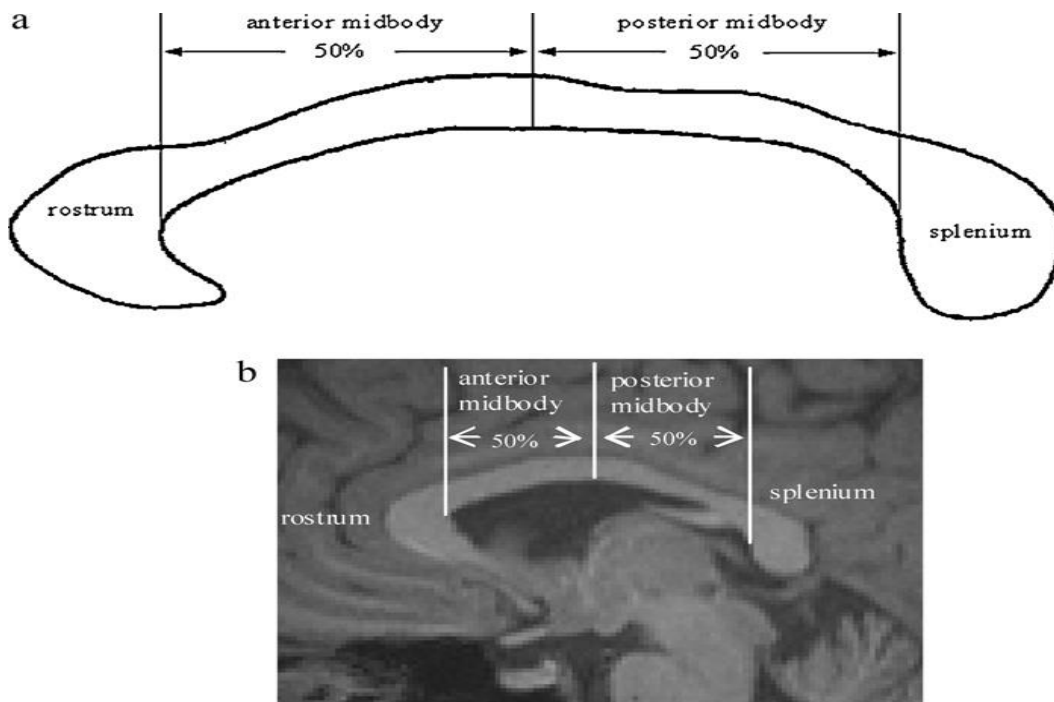 a
anterior midbody
posterior midbody
50%
50%
rostrum
splenium
b
anterior
midbody
posterior
midbody
50%
50%
splenium
rostrum